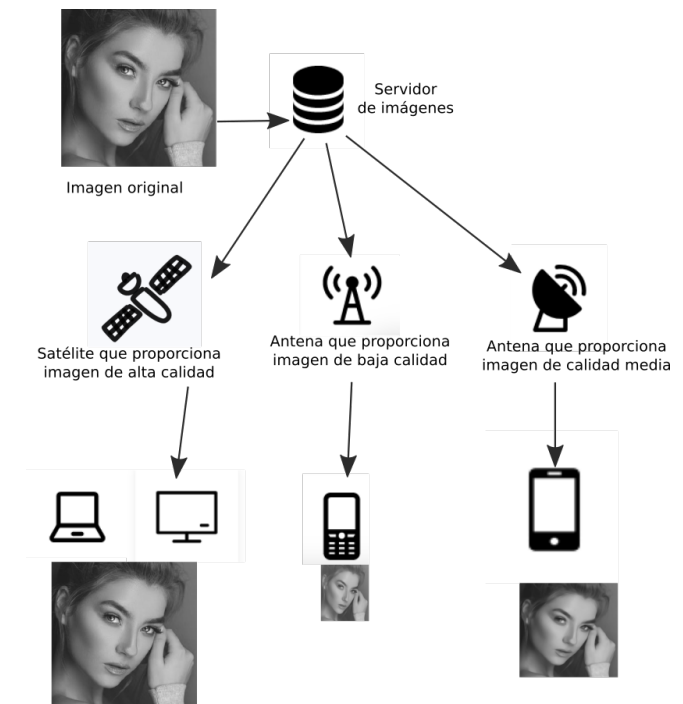 Servidor
de imágenes
Imagen original
Satélite que proporciona
imagen de alta calidad
Antena que proporciona
imagen de baja calidad
Antena que proporciona
imagen de calidad media